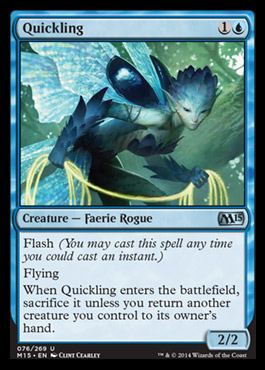 Quickling 1
Creature — Faerie Rogue M15
Flash (You may cast this spell any time
you could cast an instant.)
Flying
When Quickling enters the battlefield,
sacrifice it unless you return another
creature you control to its owner's
hand.
2/2
076/269 U
M15 • EN CLINT CEARLEY ™ & © 2014 Wizards of the Coast